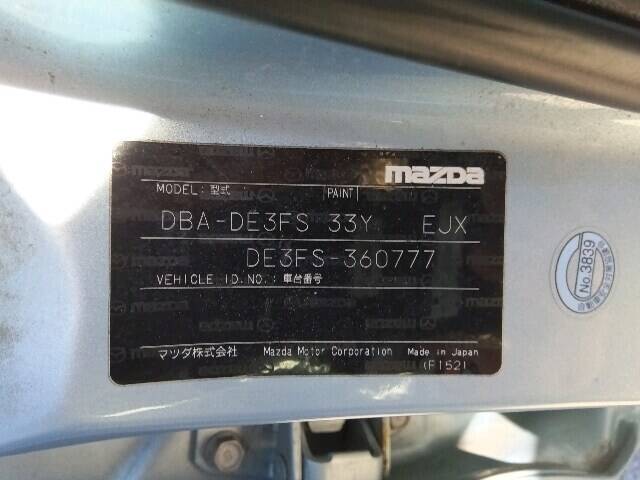 mazda
MODEL:型式 PAINT
DBA-DE3FS 33Y EJX
DE3FS-360777
VEHICLE ID.NO.:車台番号
マツダ株式会社 Mazda Motor Corporation Made in Japan
(F152)
No.3839